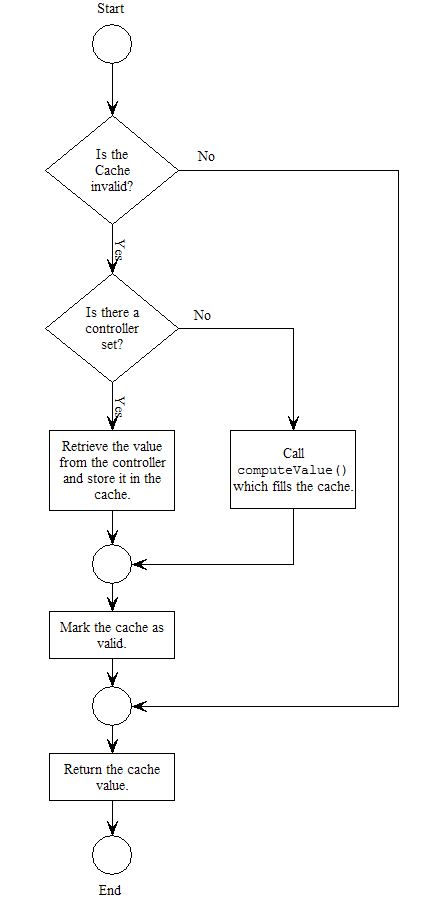 Start
Is the
Cache
invalid?
No
Yes
Is there a
controller
set?
No
Yes
Retrieve the value
from the controller
and store it in the
cache.
Call
computeValue()
which fills the cache.
Mark the cache as
valid.
Return the cache
value.
End